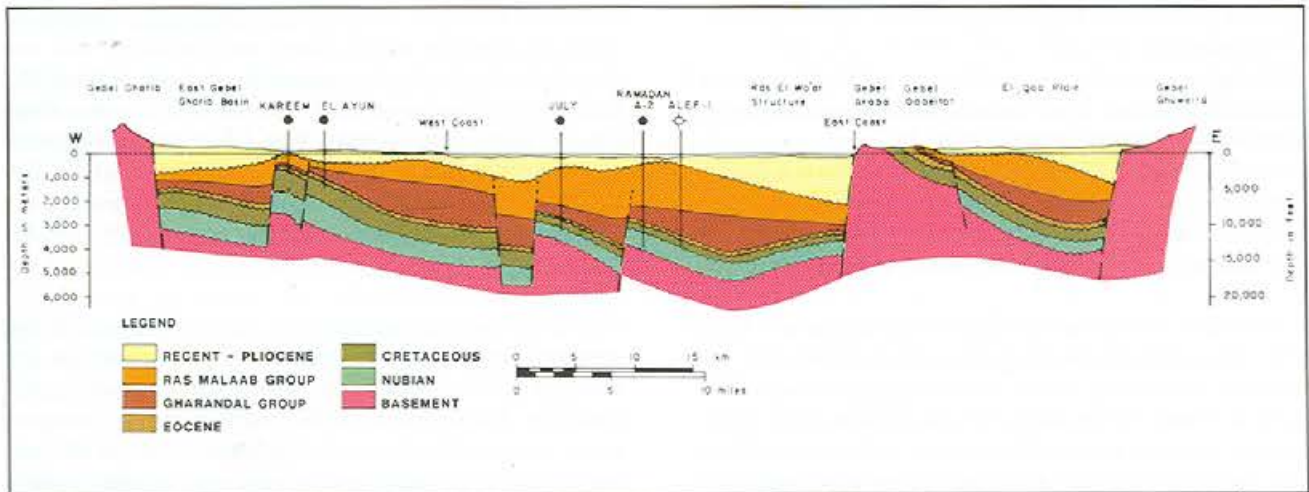 Gebel Gharib
East Gebel
Gharib Basin
KAREEM
EL AYUN
West Coast
JULY
RAMADAN
A-2
ALEF-1
Ras El Wo'ar
Structure
East Coast
Gebel
Araba
Gebel
Qabeliat
El-Qaa Plain
Gebel
Ghuweita
W
E
Depth in meters
0
1,000
2,000
3,000
4,000
5,000
6,000
0
5,000
10,000
15,000
20,000
Depth in feet
LEGEND
RECENT - PLIOCENE
RAS MALAAB GROUP
GHARANDAL GROUP
EOCENE
CRETACEOUS
NUBIAN
BASEMENT
0 5 10 15 km
0 5 10 miles